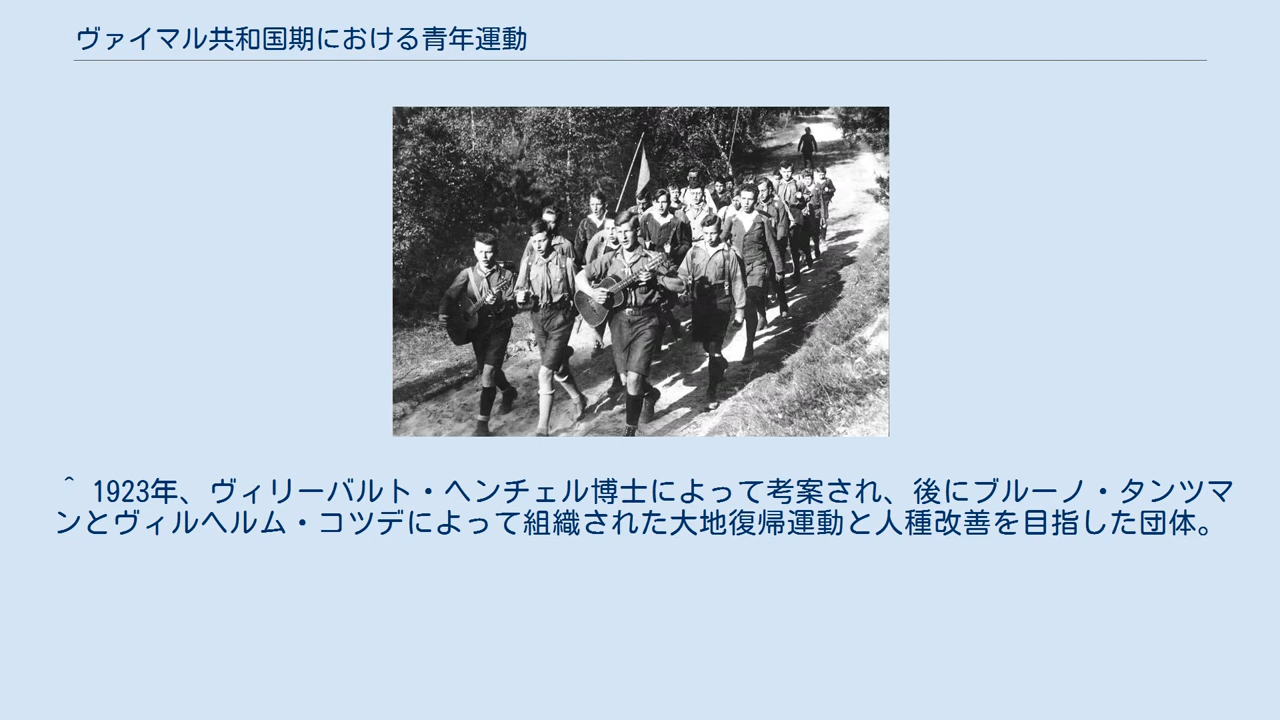 ヴァイマル共和国期における青年運動
^ 1923年、ヴィリーバルト・ヘンチェル博士によって考案され、後にブルーノ・タンツマ
ンとヴィルヘルム・コツデによって組織された大地復帰運動と人種改善を目指した団体。